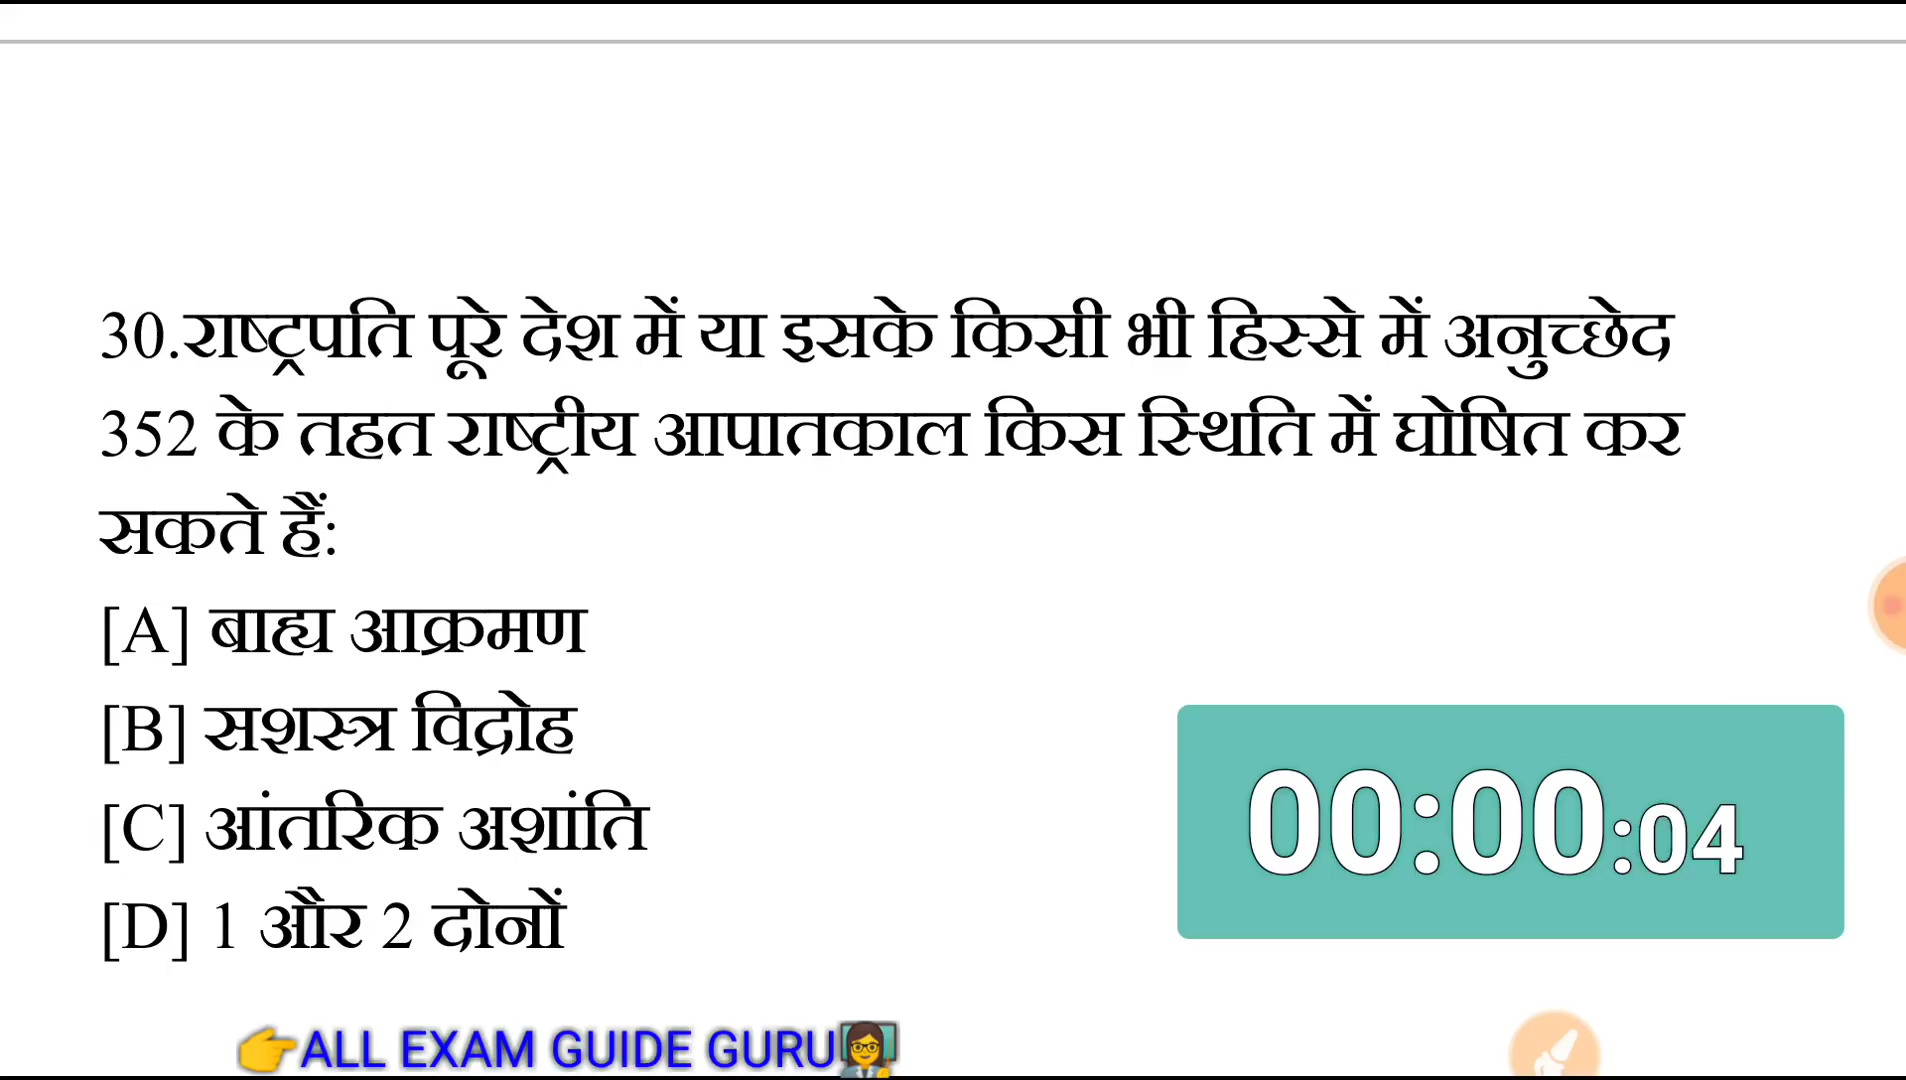 30.राष्ट्रपति पूरे देश में या इसके किसी भी हिस्से में अनुच्छेद
352 के तहत राष्ट्रीय आपातकाल किस स्थिति में घोषित कर
सकते हैं:
[A] बाह्य आक्रमण
[B] सशस्त्र विद्रोह
[C] आंतरिक अशांति
[D] 1 और 2 दोनों
00:00:04
👉ALL EXAM GUIDE GURU👩‍🏫